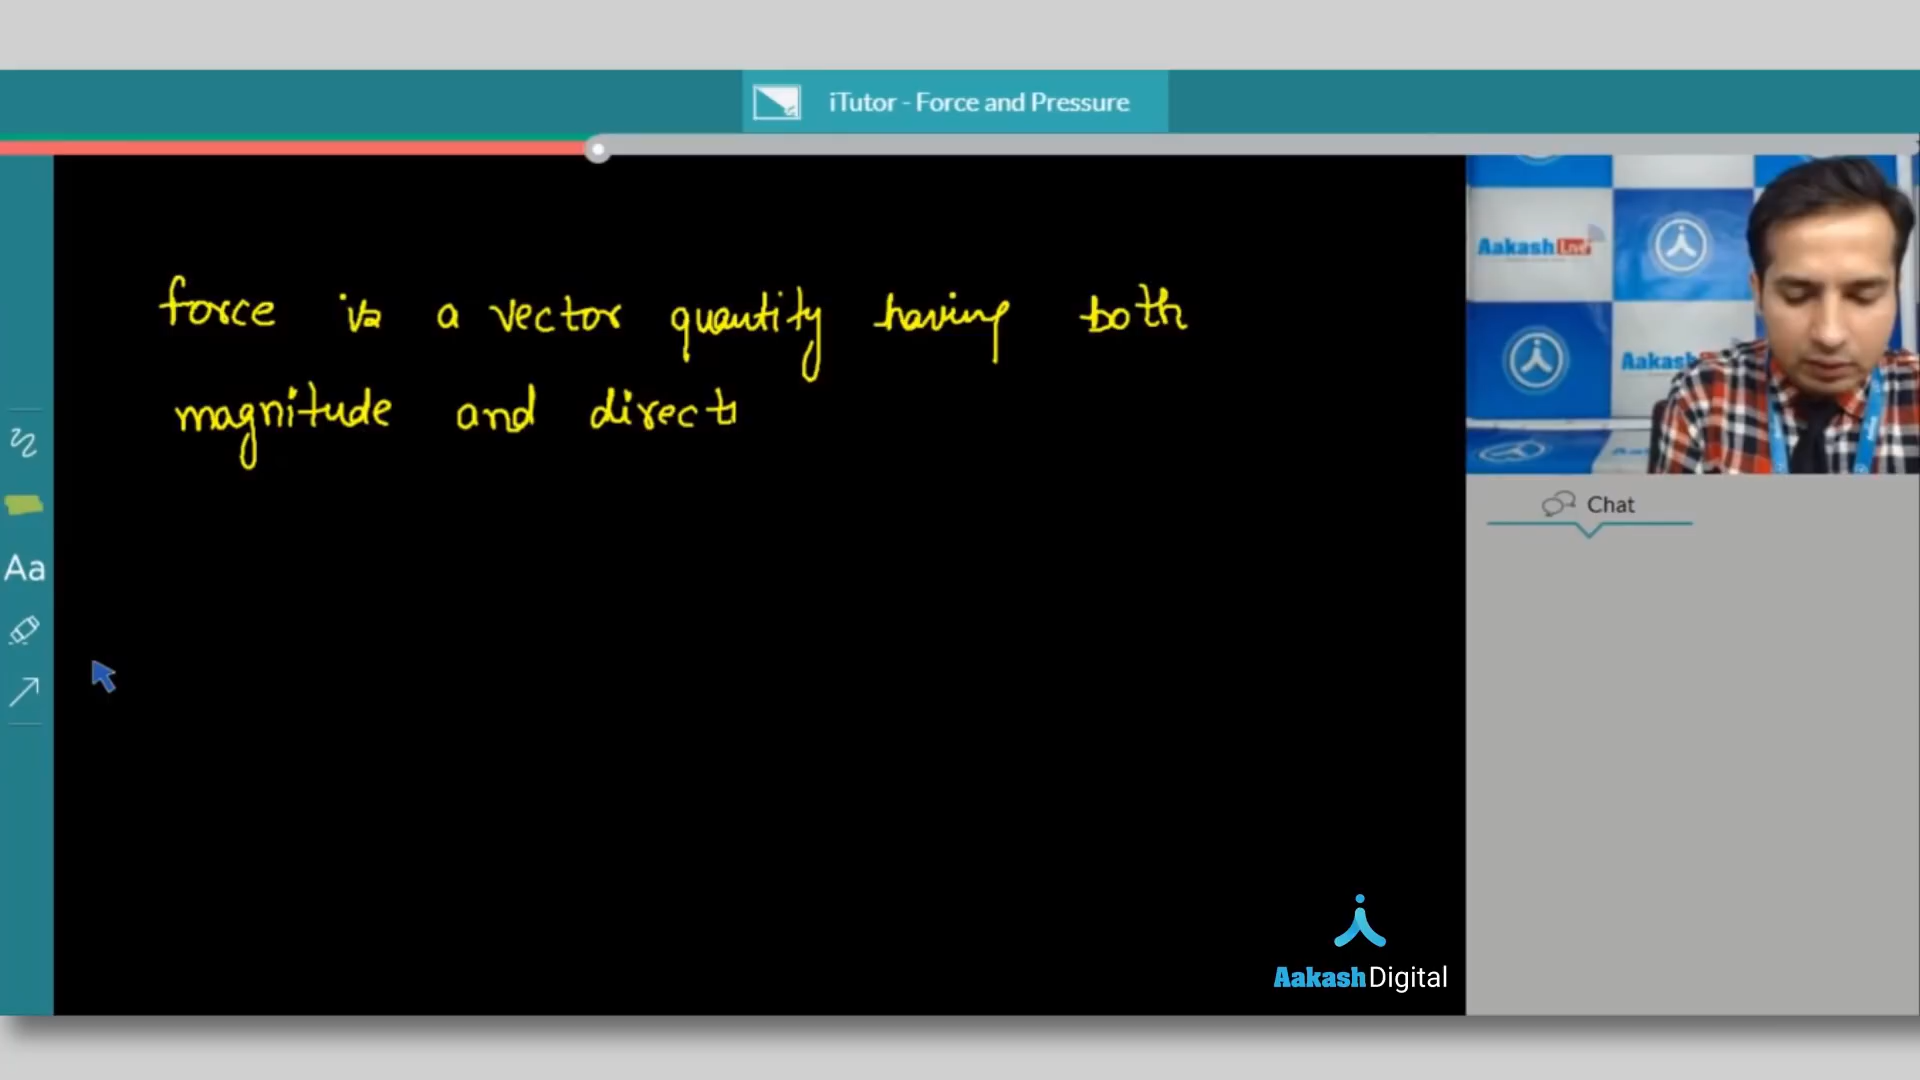 iTutor - Force and Pressure
force is a vector quantity having both
magnitude and directi
Aakash Live
Aakash
Chat
Aa
Aakash Digital